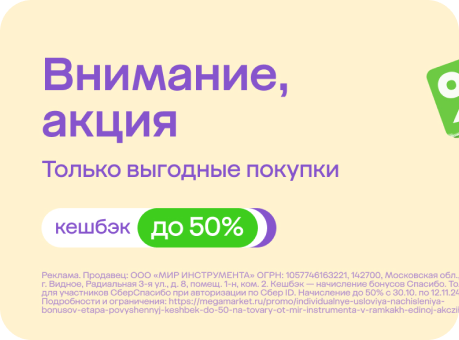 Внимание,
акция
Только выгодные покупки
кешбэк до 50%
Реклама. Продавец: ООО «МИР ИНСТРУМЕНТА» ОГРН: 1057746163221, 142700, Московская обл.,
г. Видное, Радиальная 3-я ул., д. 8, помещ. 1-н, ком. 2. Кешбэк — начисление бонусов Спасибо.
для участников СберСпасибо при авторизации по Сбер ID. Начисление до 50% с 30.10. по 12.11.24
Подробности и ограничения: https://megamarket.ru/promo/individualnye-usloviya-nachisleniya-
bonusov-etapa-povyshennyj-keshbek-do-50-na-tovary-ot-mir-instrumenta-v-ramkakh-edinoj-akczii